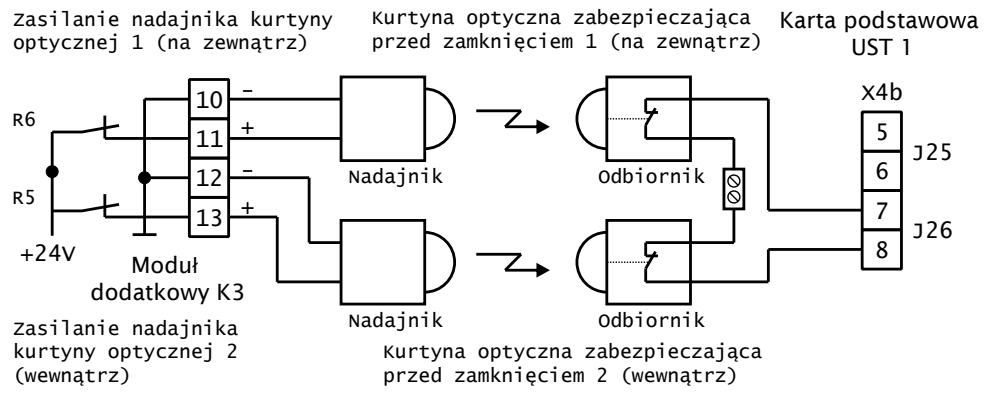 Zasilanie nadajnika kurtyny
optycznej 1 (na zewnątrz)
Kurtyna optyczna zabezpieczająca
przed zamknięciem 1 (na zewnątrz)
Karta podstawowa
UST 1
X4b
R6
10
–
11
+
5
J25
6
12
–
Nadajnik
Odbiornik
R5
13
+
7
J26
8
+24V
Moduł
dodatkowy K3
Nadajnik
Odbiornik
Zasilanie nadajnika
kurtyny optycznej 2
(wewnątrz)
Kurtyna optyczna zabezpieczająca
przed zamknięciem 2 (wewnątrz)